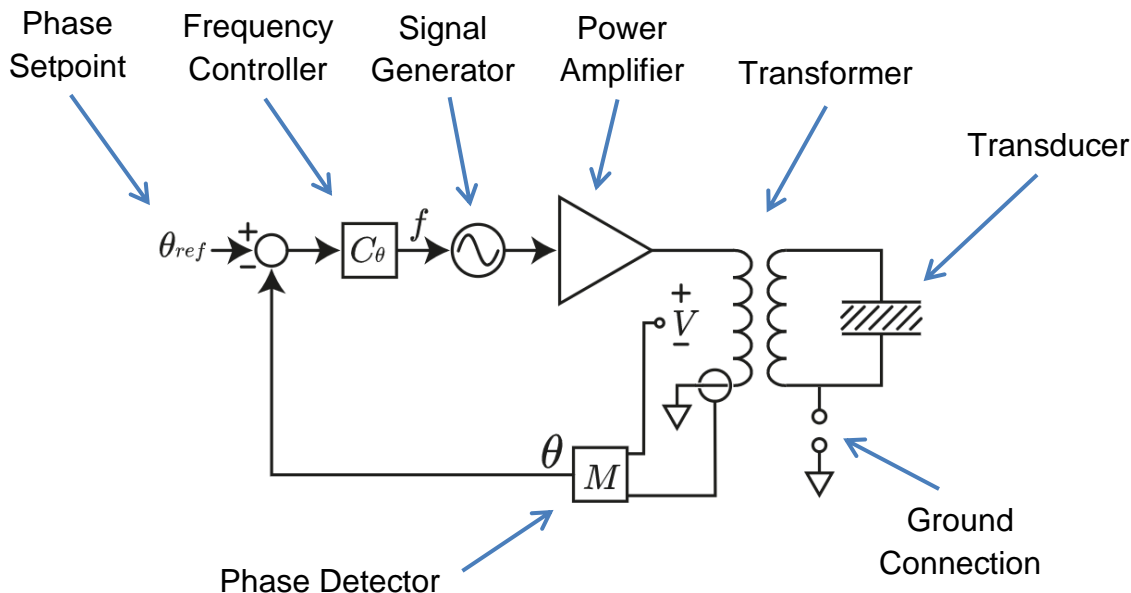 Phase
Setpoint
Frequency
Controller
Signal
Generator
Power
Amplifier
Transformer
Transducer
θref
+
−
Cθ
f
+
V
−
θ
M
Phase Detector
Ground
Connection